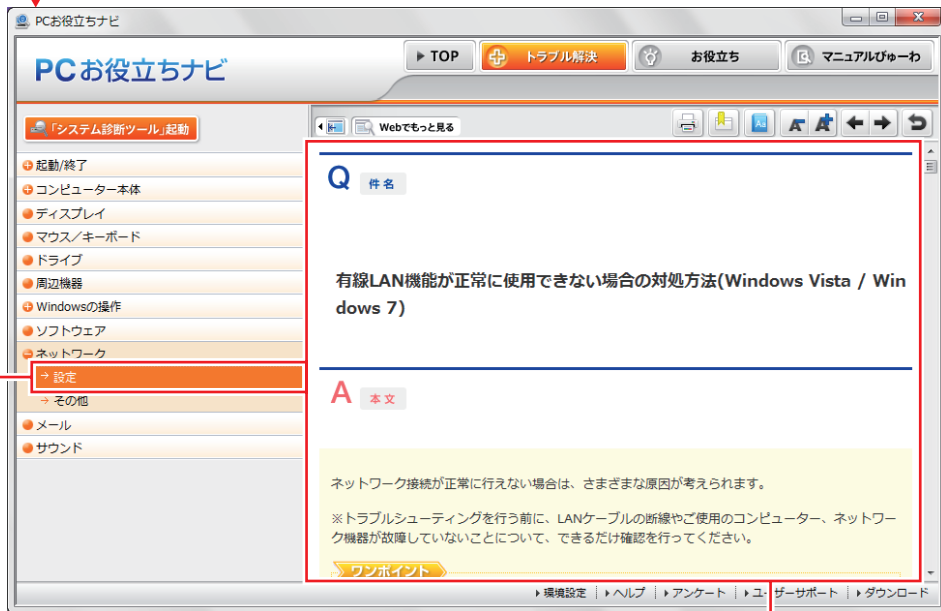 PCお役立ちナビ
PCお役立ちナビ
TOP
トラブル解決
お役立ち
マニュアルびゅーわ
「システム診断ツール」起動
Webでもっと見る
起動/終了
コンピューター本体
ディスプレイ
マウス/キーボード
ドライブ
周辺機器
Windowsの操作
ソフトウェア
ネットワーク
設定
その他
メール
サウンド
Q 件名
有線LAN機能が正常に使用できない場合の対処方法(Windows Vista / Win
dows 7)
A 本文
ネットワーク接続が正常に行えない場合は、さまざまな原因が考えられます。
※トラブルシューティングを行う前に、LANケーブルの断線やご使用のコンピューター、ネットワー
ク機器が故障していないことについて、できるだけ確認を行ってください。
ワンポイント
環境設定 ヘルプ アンケート ユーザーサポート ダウンロード